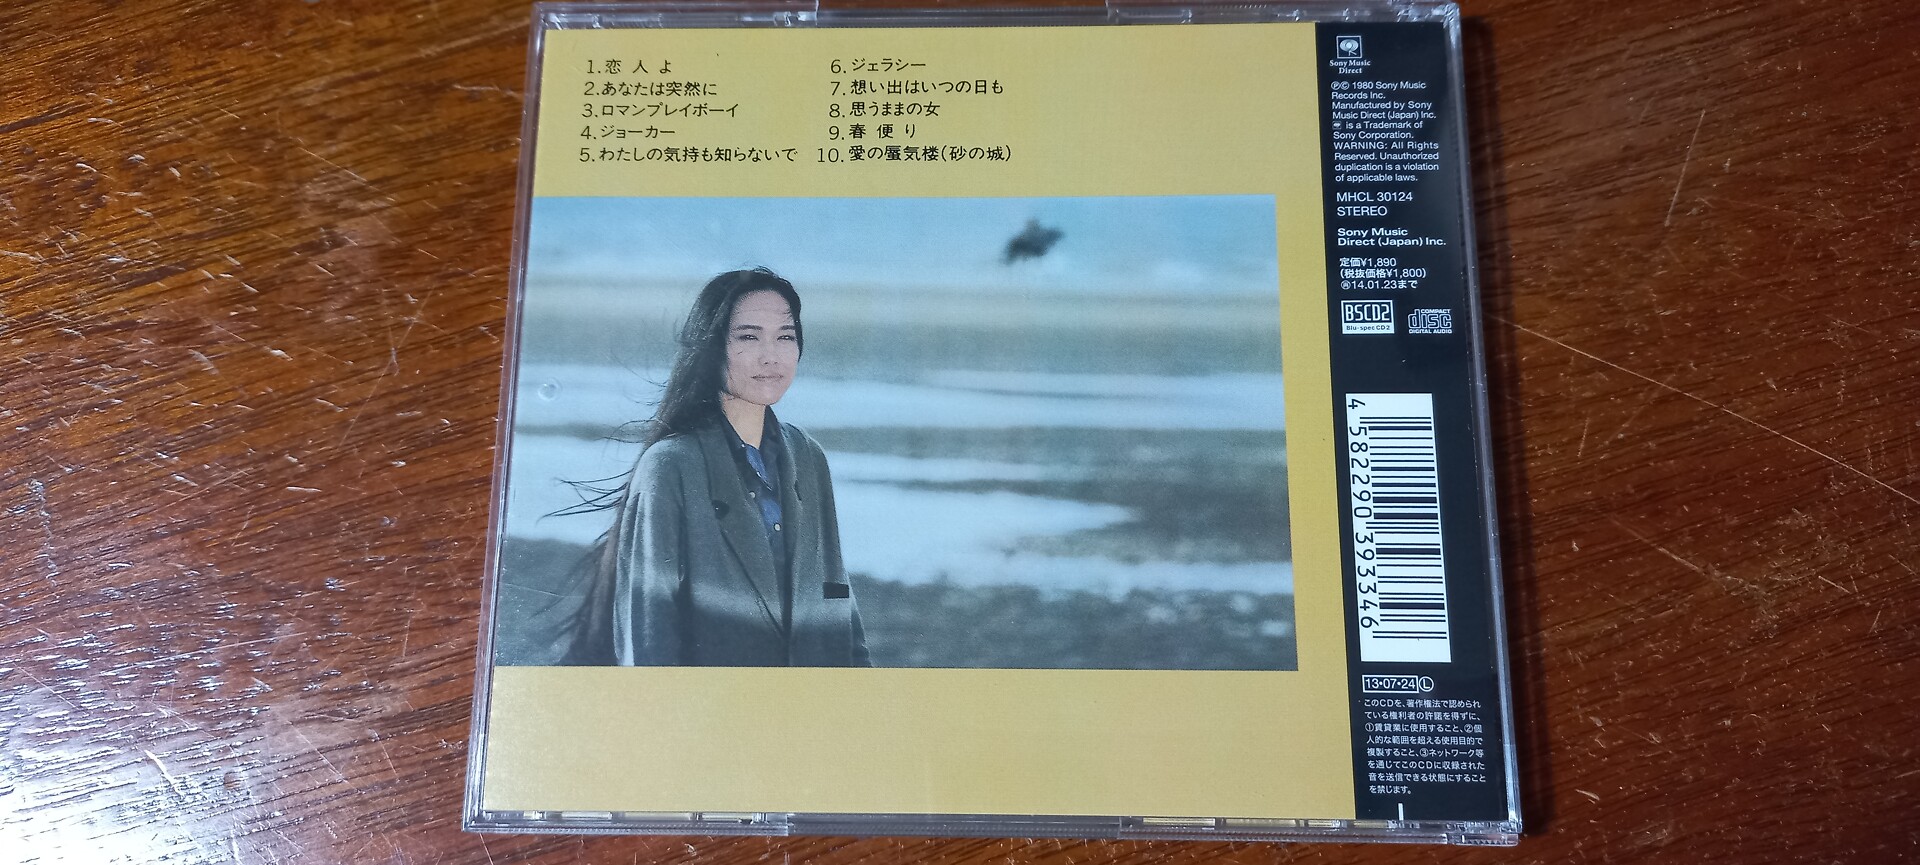 1.恋人よ
2.あなたは突然に
3.ロマンプレイボーイ
4.ジョーカー
5.わたしの気持も知らないで
6.ジェラシー
7.想い出はいつの日も
8.思うままの女
9.春便り
10.愛の蜃気楼(砂の城)
Sony Music
Direct
ⓅⒸ 1980 Sony Music
Records Inc.
Manufactured by Sony
Music Direct (Japan) Inc.
is a Trademark of
Sony Corporation.
WARNING: All Rights
Reserved. Unauthorized
duplication is a violation
of applicable laws.
MHCL 30124
STEREO
Sony Music
Direct (Japan) Inc.
定価¥1,890
(税抜価格¥1,800)
㋐14.01.23まで
BSCD2
Blu-spec CD 2
COMPACT
disc
DIGITAL AUDIO
4 582290 393346
13•07•24 Ⓛ
このCDを、著作権法で認められ
ている権利者の許諾を得ずに、
①賃貸業に使用すること、②個
人的な範囲を超える使用目的で
複製すること、③ネットワーク等
を通じてこのCDに収録された
音を送信できる状態にすること
を禁じます。